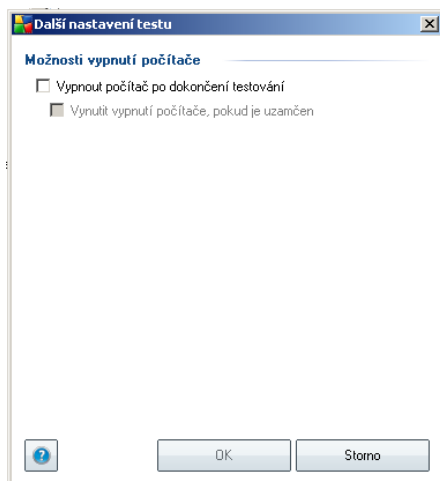 Další nastavení testu
Možnosti vypnutí počítače
Vypnout počítač po dokončení testování
Vynutit vypnutí počítače, pokud je uzamčen
OK
Storno